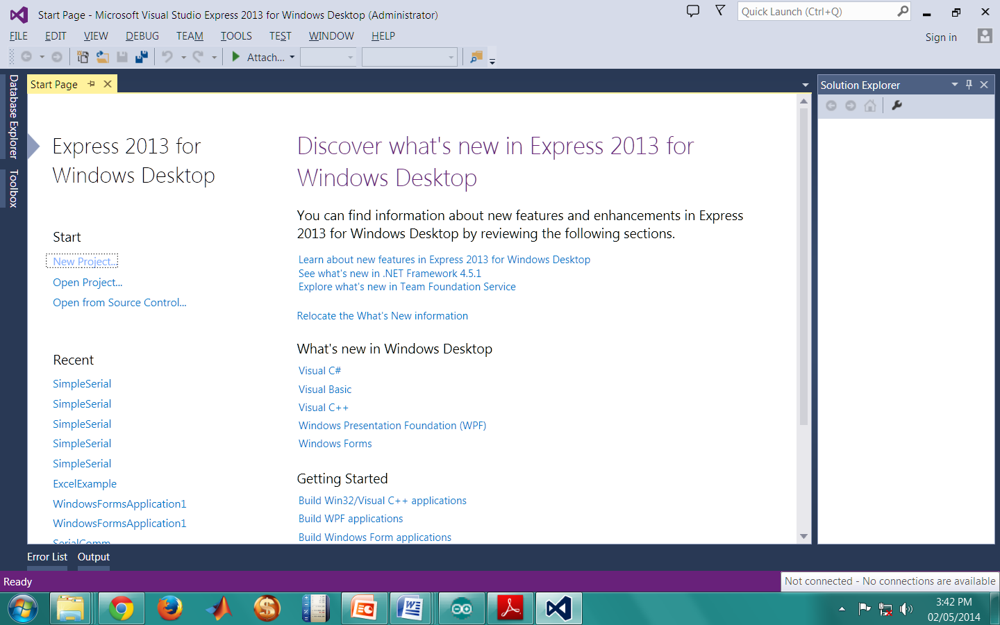 Start Page - Microsoft Visual Studio Express 2013 for Windows Desktop (Administrator)
Quick Launch (Ctrl+Q)
FILE EDIT VIEW DEBUG TEAM TOOLS TEST WINDOW HELP
Sign in
Attach...
Database Explorer
Toolbox
Start Page
Express 2013 for
Windows Desktop
Start
New Project...
Open Project...
Open from Source Control...
Recent
SimpleSerial
SimpleSerial
SimpleSerial
SimpleSerial
SimpleSerial
ExcelExample
WindowsFormsApplication1
WindowsFormsApplication1
SerialComm
Discover what's new in Express 2013 for
Windows Desktop
You can find information about new features and enhancements in Express
2013 for Windows Desktop by reviewing the following sections.
Learn about new features in Express 2013 for Windows Desktop
See what's new in .NET Framework 4.5.1
Explore what's new in Team Foundation Service
Relocate the What's New information
What's new in Windows Desktop
Visual C#
Visual Basic
Visual C++
Windows Presentation Foundation (WPF)
Windows Forms
Getting Started
Build Win32/Visual C++ applications
Build WPF applications
Build Windows Form applications
Solution Explorer
Error List Output
Ready
Not connected - No connections are available
3:42 PM
02/05/2014